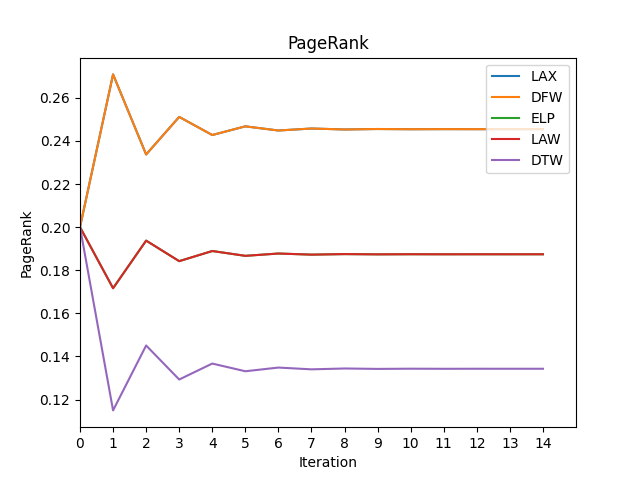 PageRank
LAX
DFW
ELP
LAW
DTW
0.26
0.24
0.22
0.20
0.18
0.16
0.14
0.12
PageRank
0 1 2 3 4 5 6 7 8 9 10 11 12 13 14
Iteration